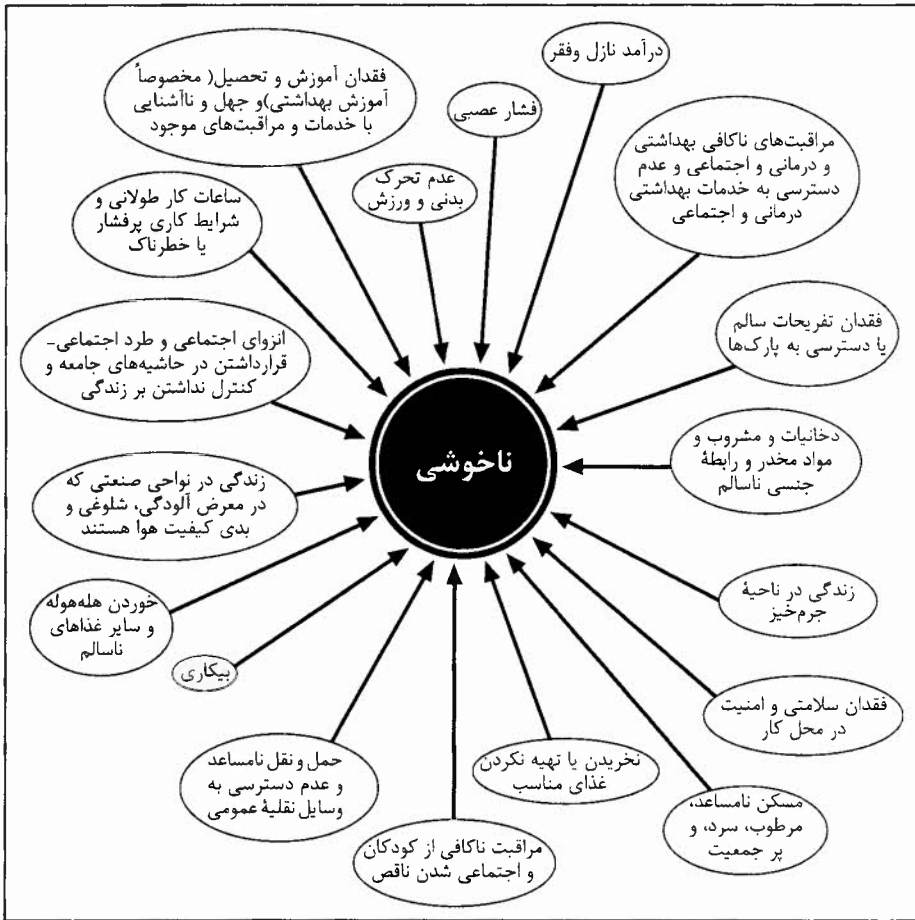 درآمد نازل وفقر
فشار عصبی
فقدان آموزش و تحصیل( مخصوصاً
آموزش بهداشتی)و جهل و ناآشنایی
با خدمات و مراقبت‌های موجود
عدم تحرک
بدنی و ورزش
مراقبت‌های ناکافی بهداشتی
و درمانی و اجتماعی و عدم
دسترسی به خدمات بهداشتی
درمانی و اجتماعی
ساعات کار طولانی و
شرایط کاری پرفشار
یا خطرناک
فقدان تفریحات سالم
یا دسترسی به پارک‌ها
انزوای اجتماعی و طرد اجتماعی-
قرارداشتن در حاشیه‌های جامعه و
کنترل نداشتن بر زندگی
دخانیات و مشروب و
مواد مخدر و رابطهٔ
جنسی ناسالم
ناخوشی
زندگی در نواحی صنعتی که
در معرض آلودگی، شلوغی و
بدی کیفیت هوا هستند
زندگی در ناحیهٔ
جرم‌خیز
خوردن هله‌هوله
و سایر غذاهای
ناسالم
بیکاری
فقدان سلامتی و امنیت
در محل کار
حمل و نقل نامساعد
و عدم دسترسی به
وسایل نقلیهٔ عمومی
نخریدن یا تهیه نکردن
غذای مناسب
مسکن نامساعد،
مرطوب، سرد، و
پر جمعیت
مراقبت ناکافی از کودکان
و اجتماعی شدن ناقص